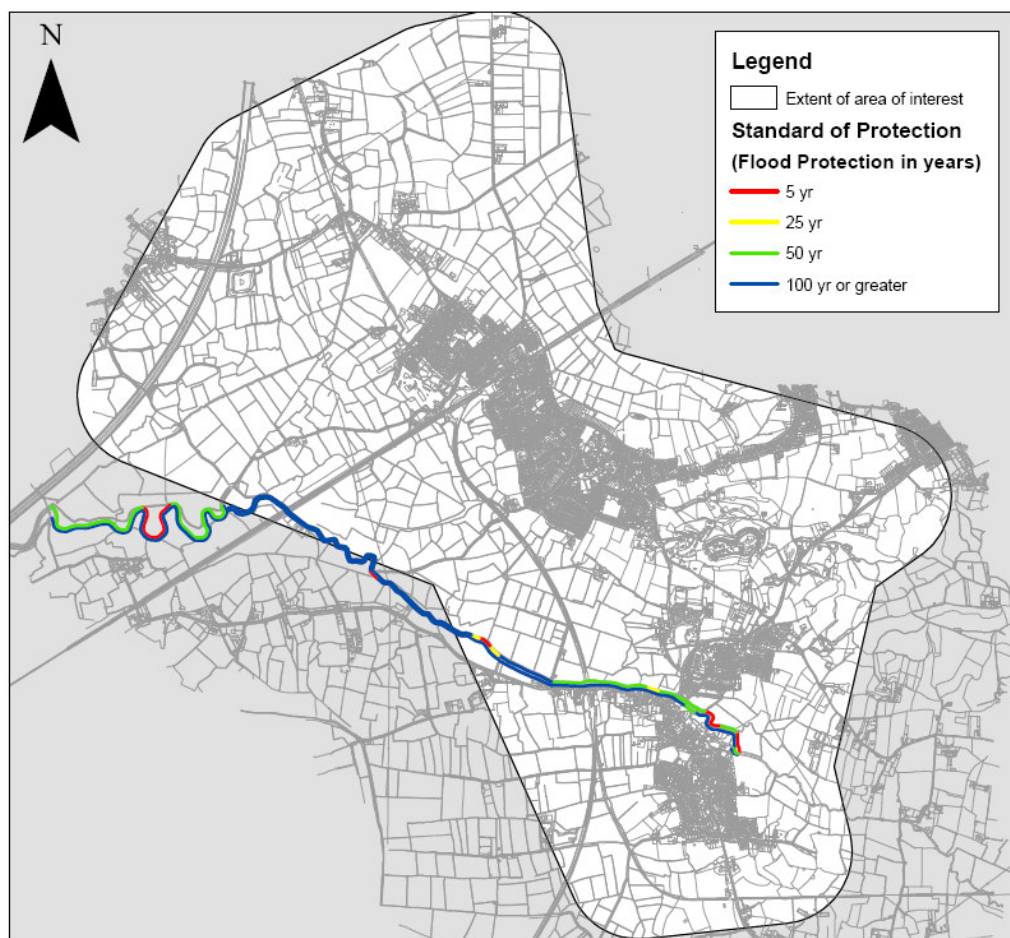 N
Legend
Extent of area of interest
Standard of Protection
(Flood Protection in years)
5 yr
25 yr
50 yr
100 yr or greater